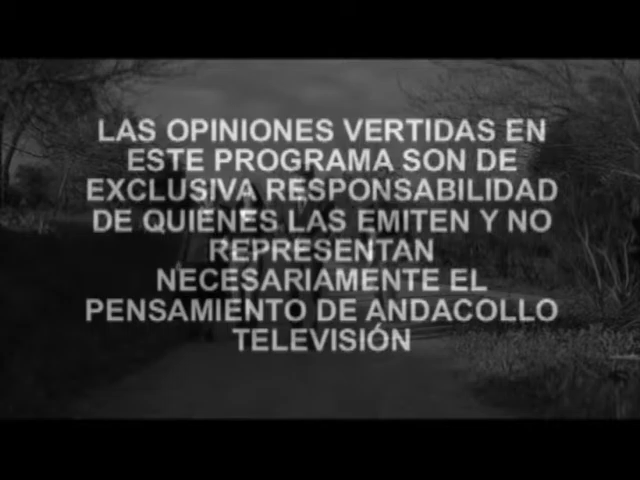 LAS OPINIONES VERTIDAS EN
ESTE PROGRAMA SON DE
EXCLUSIVA RESPONSABILIDAD
DE QUIENES LAS EMITEN Y NO
REPRESENTAN
NECESARIAMENTE EL
PENSAMIENTO DE ANDACOLLO
TELEVISIÓN